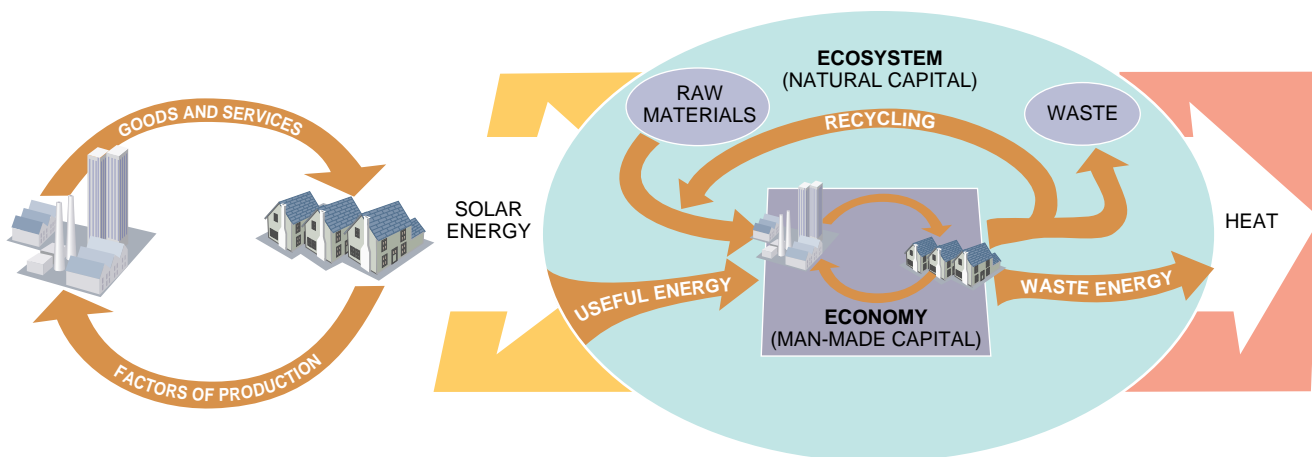 GOODS AND SERVICES
FACTORS OF PRODUCTION
SOLAR
ENERGY
ECOSYSTEM
(NATURAL CAPITAL)
RAW
MATERIALS
RECYCLING
WASTE
USEFUL ENERGY
ECONOMY
(MAN-MADE CAPITAL)
WASTE ENERGY
HEAT